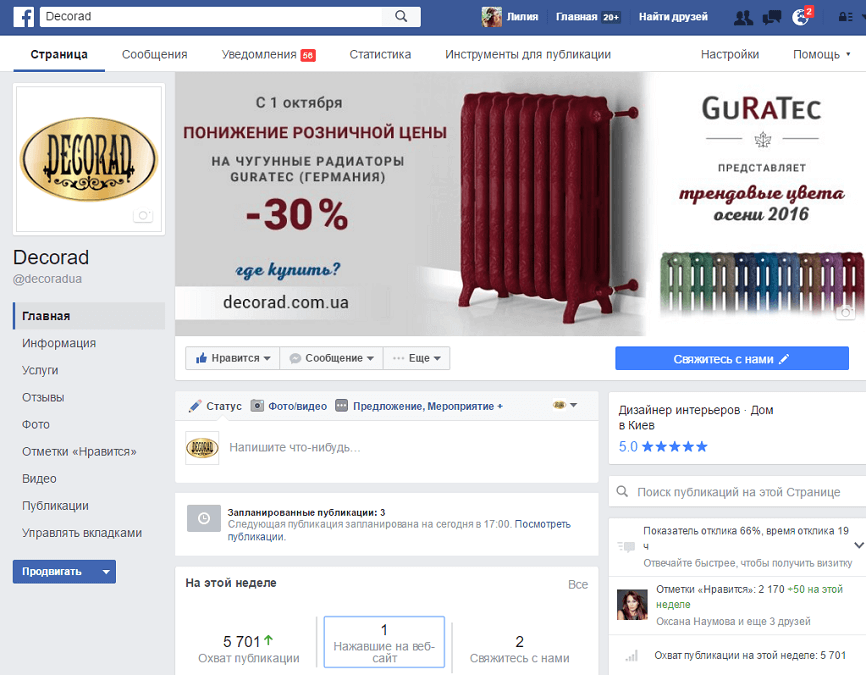 Decorad
Лилия
Главная 20+
Найти друзей
2
Страница
Сообщения
Уведомления 56
Статистика
Инструменты для публикации
Настройки
Помощь
DECORAD
С 1 октября
ПОНИЖЕНИЕ РОЗНИЧНОЙ ЦЕНЫ
НА ЧУГУННЫЕ РАДИАТОРЫ
GURATEC (ГЕРМАНИЯ)
-30%
где купить?
decorad.com.ua
GURATEC
ПРЕДСТАВЛЯЕТ
трендовые цвета
осени 2016
Decorad
@decoradua
Главная
Информация
Услуги
Отзывы
Фото
Отметки «Нравится»
Видео
Публикации
Управлять вкладками
Продвигать
Нравится
Сообщение
Еще
Свяжитесь с нами
Статус
Фото/видео
Предложение, Мероприятие +
DECORAD
Напишите что-нибудь...
Запланированные публикации: 3
Следующая публикация запланирована на сегодня в 17:00. Посмотреть
публикации.
На этой неделе
Все
5 701
Охват публикации
1
Нажавшие на веб-
сайт
2
Свяжитесь с нами
Дизайнер интерьеров · Дом
в Киев
5.0
Поиск публикаций на этой Странице
Показатель отклика 66%, время отклика 19
ч
Отвечайте быстрее, чтобы получить визитку
Отметки «Нравится»: 2 170 +50 на этой
неделе
Оксана Наумова и еще 3 друзей
Охват публикации на этой неделе: 5 701